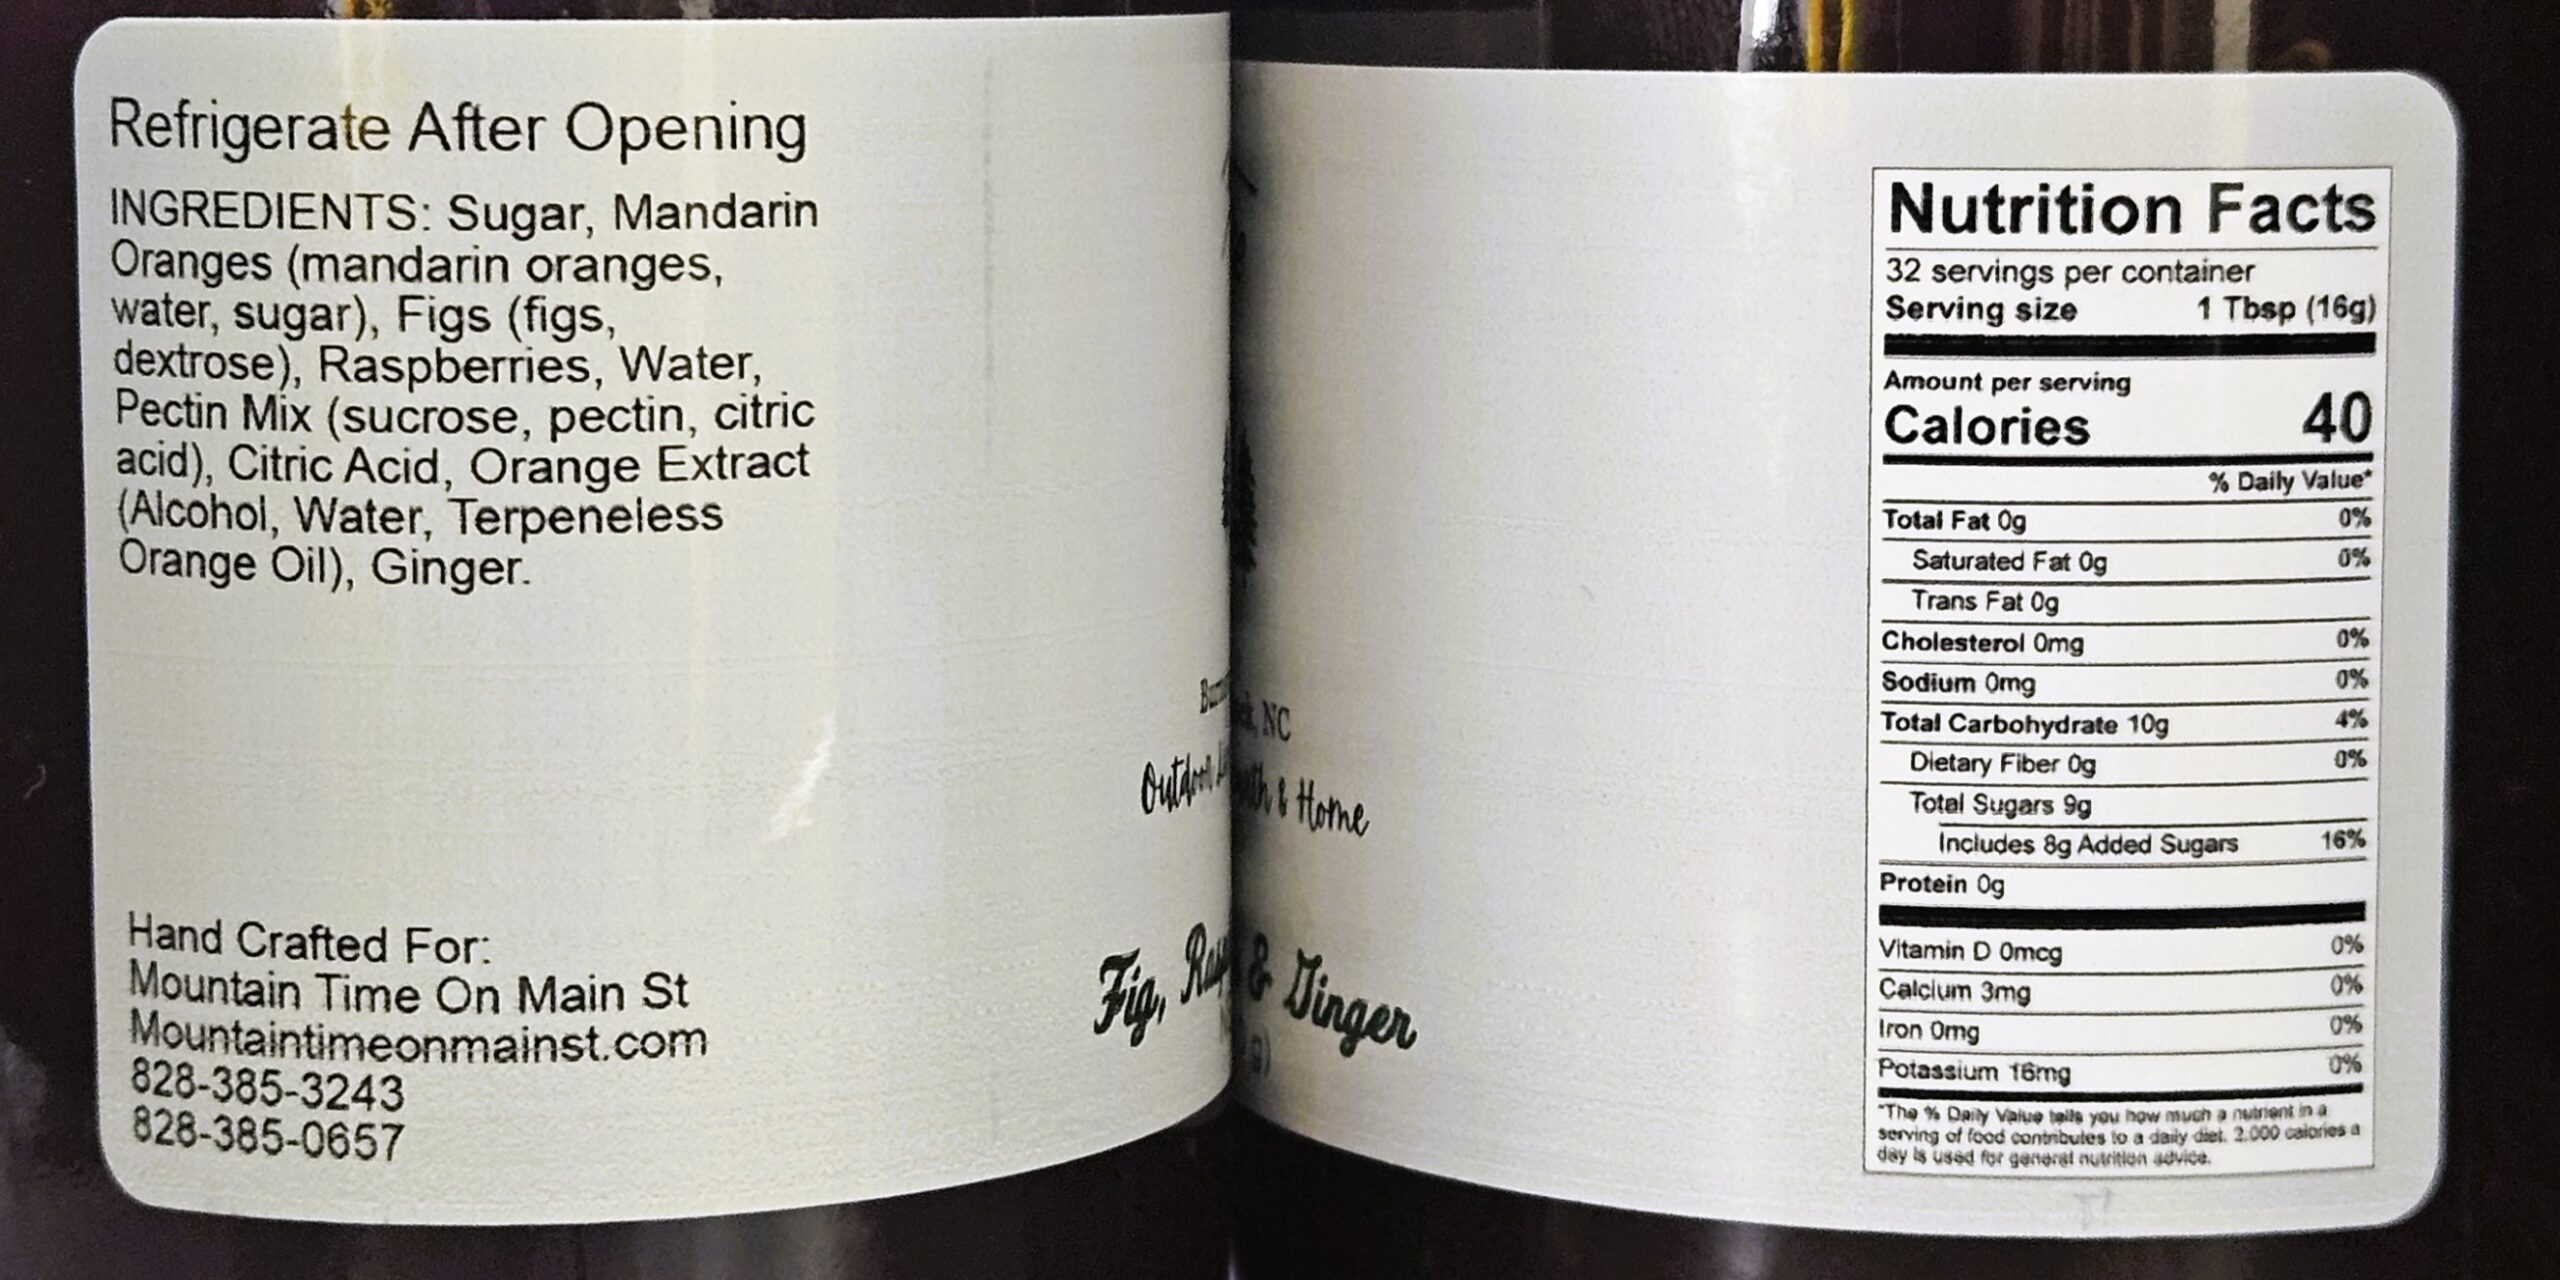 Refrigerate After Opening
INGREDIENTS: Sugar, Mandarin
Oranges (mandarin oranges,
water, sugar), Figs (figs,
dextrose), Raspberries, Water,
Pectin Mix (sucrose, pectin, citric
acid), Citric Acid, Orange Extract
(Alcohol, Water, Terpeneless
Orange Oil), Ginger.
Hand Crafted For:
Mountain Time On Main St
Mountaintimeonmainst.com
828-385-3243
828-385-0657
NC
Outdoor & Home
Fig, & Ginger
Nutrition Facts
32 servings per container
Serving size 1 Tbsp (16g)
Amount per serving
Calories 40
% Daily Value*
Total Fat 0g 0%
Saturated Fat 0g 0%
Trans Fat 0g
Cholesterol 0mg 0%
Sodium 0mg 0%
Total Carbohydrate 10g 4%
Dietary Fiber 0g 0%
Total Sugars 9g
Includes 8g Added Sugars 16%
Protein 0g
Vitamin D 0mcg 0%
Calcium 3mg 0%
Iron 0mg 0%
Potassium 16mg 0%
*The % Daily Value tells you how much a nutrient in a
serving of food contributes to a daily diet. 2,000 calories a
day is used for general nutrition advice.